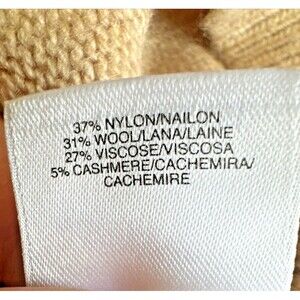 37% NYLON/NAILON
31% WOOL/LANA/LAINE
27% VISCOSE/VISCOSA
5% CASHMERE/CACHEMIRA/
CACHEMIRE